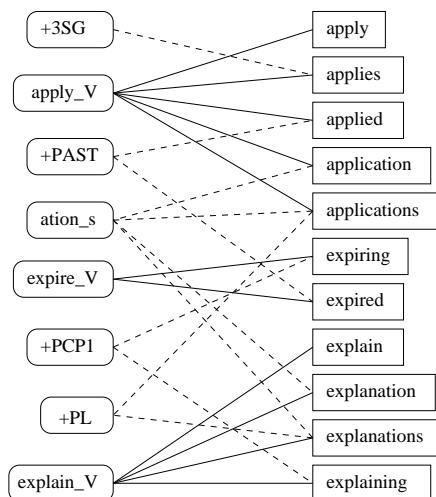 +3SG
apply_V
+PAST
ation_s
expire_V
+PCP1
+PL
explain_V
apply
applies
applied
application
applications
expiring
expired
explain
explanation
explanations
explaining